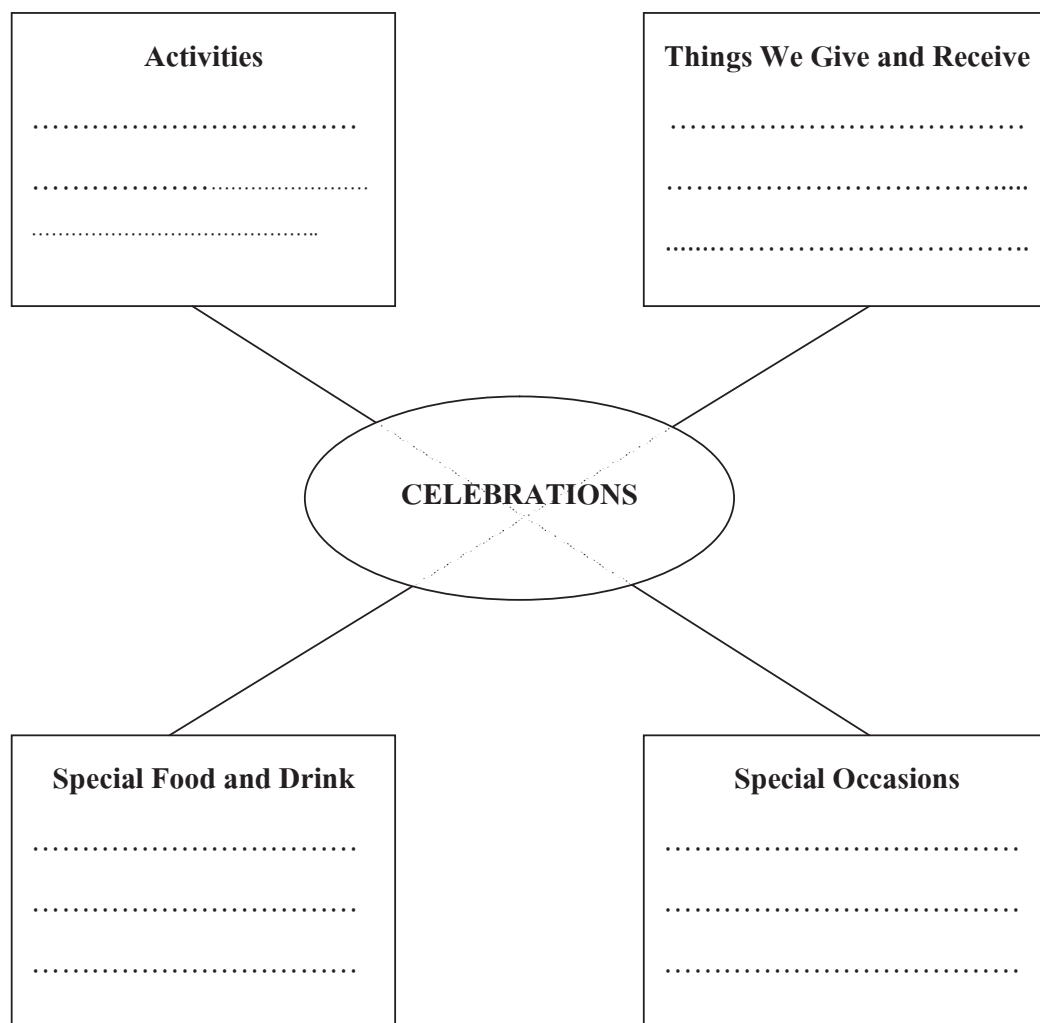 Activities
……………………………
………………......................
..........................................
Things We Give and Receive
………………………………
…………………………….....
.......…………………………..
CELEBRATIONS
Special Food and Drink
……………………………
……………………………
……………………………
Special Occasions
………………………………
………………………………
………………………………